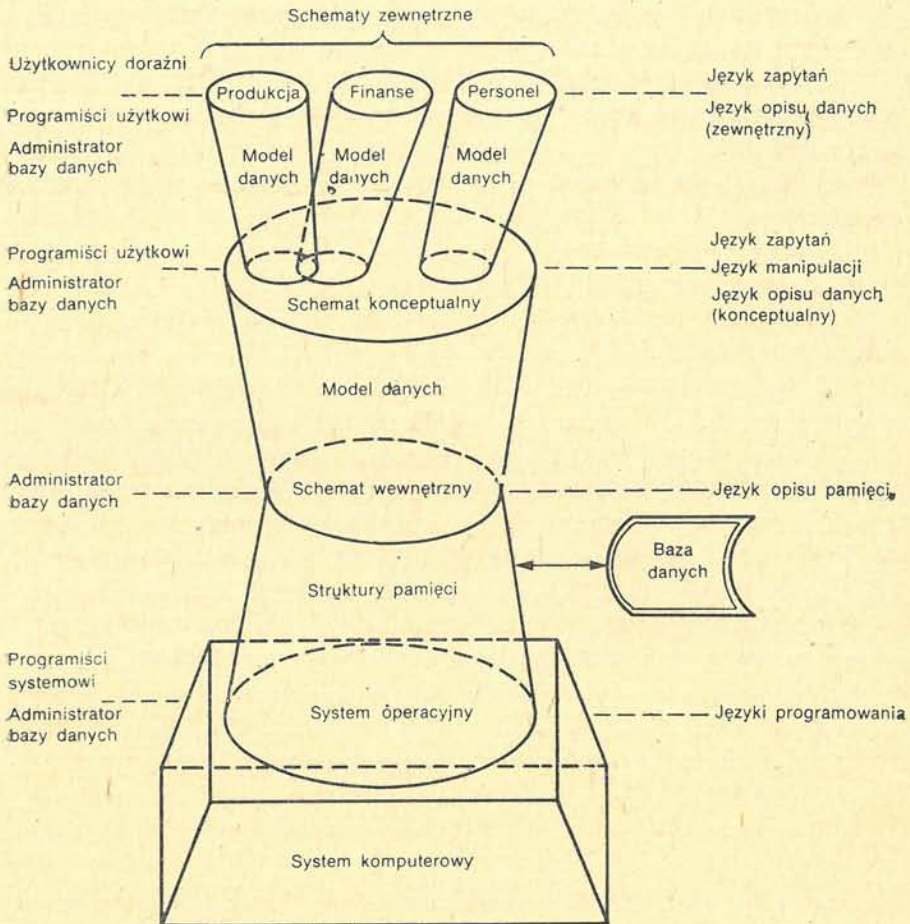 Schematy zewnętrzne
Użytkownicy doraźni
Programiści użytkowi
Administrator
bazy danych
Produkcja
Finanse
Personel
Język zapytań
Język opisu danych
(zewnętrzny)
Model
danych
Model
danych
Model
danych
Programiści użytkowi
Administrator
bazy danych
Schemat konceptualny
Język zapytań
Język manipulacji
Język opisu danych
(konceptualny)
Model danych
Administrator
bazy danych
Schemat wewnętrzny
Język opisu pamięci
Baza
danych
Struktury pamięci
Programiści
systemowi
Administrator
bazy danych
System operacyjny
Języki programowania
System komputerowy